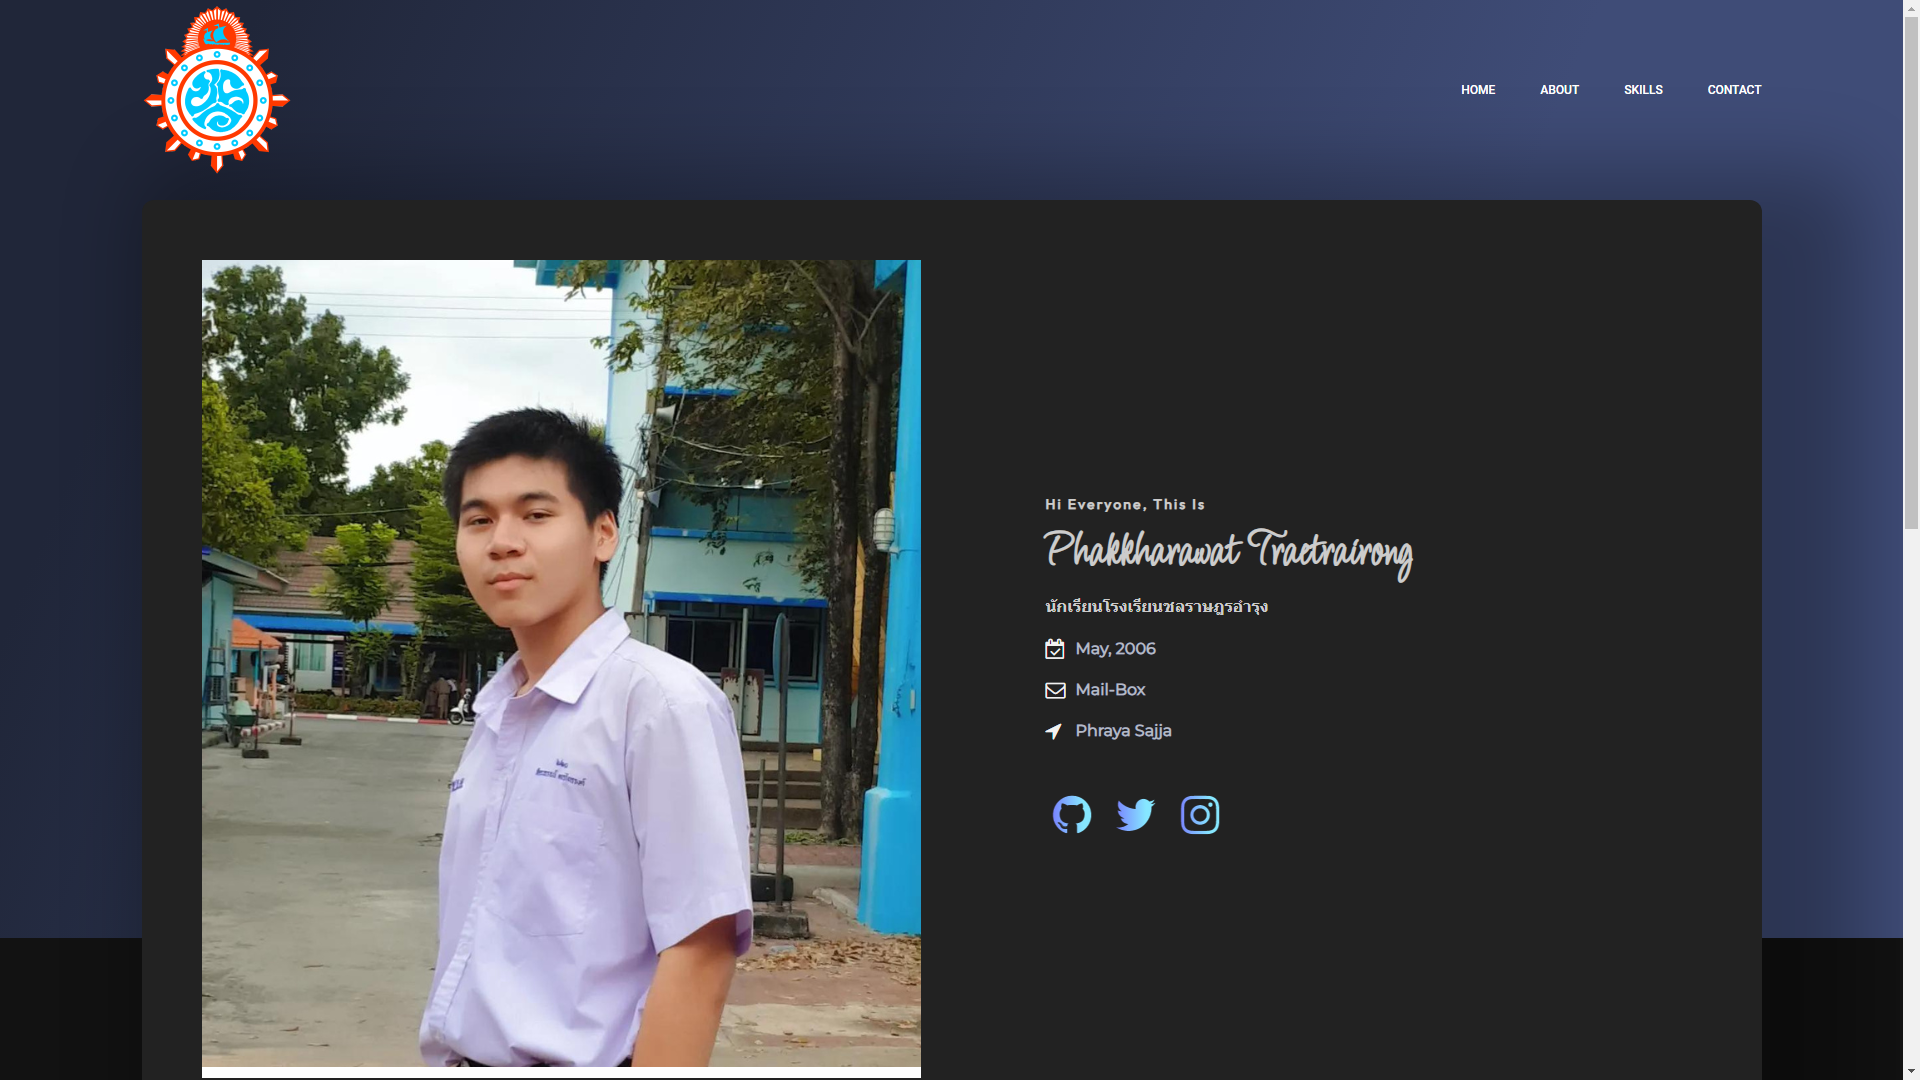 HOME ABOUT SKILLS CONTACT
Hi Everyone, This Is
Phakkharawat Traetrairong
นักเรียนโรงเรียนชลราษฎรอำรุง
May, 2006
Mail-Box
Phraya Sajja